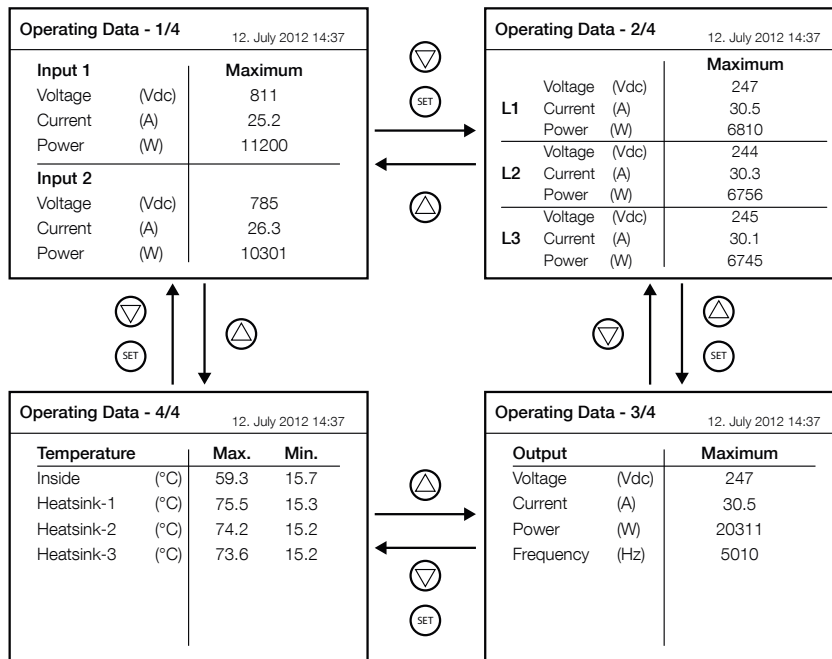 Operating Data - 1/4 12. July 2012 14:37
Input 1 Maximum
Voltage (Vdc) 811
Current (A) 25.2
Power (W) 11200
Input 2
Voltage (Vdc) 785
Current (A) 26.3
Power (W) 10301
SET
Operating Data - 2/4 12. July 2012 14:37
Maximum
Voltage (Vdc) 247
L1 Current (A) 30.5
Power (W) 6810
Voltage (Vdc) 244
L2 Current (A) 30.3
Power (W) 6756
Voltage (Vdc) 245
L3 Current (A) 30.1
Power (W) 6745
SET
SET
Operating Data - 4/4 12. July 2012 14:37
Temperature Max. Min.
Inside (°C) 59.3 15.7
Heatsink-1 (°C) 75.5 15.3
Heatsink-2 (°C) 74.2 15.2
Heatsink-3 (°C) 73.6 15.2
SET
Operating Data - 3/4 12. July 2012 14:37
Output Maximum
Voltage (Vdc) 247
Current (A) 30.5
Power (W) 20311
Frequency (Hz) 5010